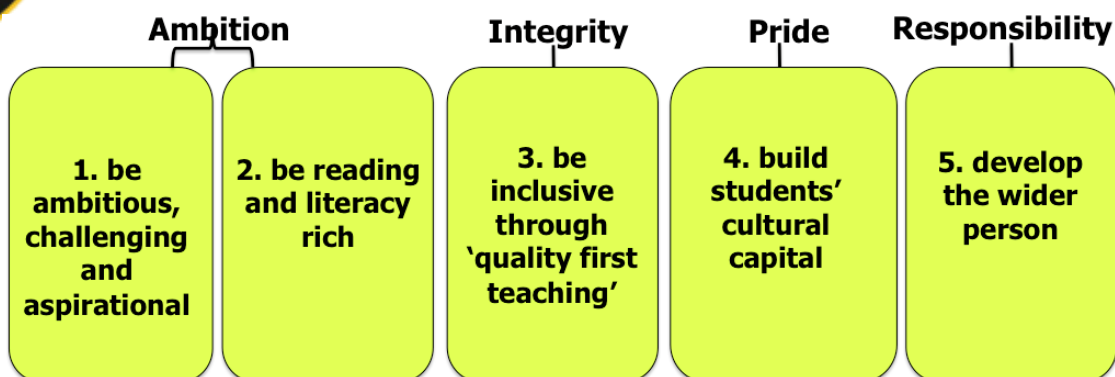 Ambition
Integrity
Pride
Responsibility
1. be
ambitious,
challenging
and
aspirational
2. be reading
and literacy
rich
3. be
inclusive
through
‘quality first
teaching’
4. build
students’
cultural
capital
5. develop
the wider
person